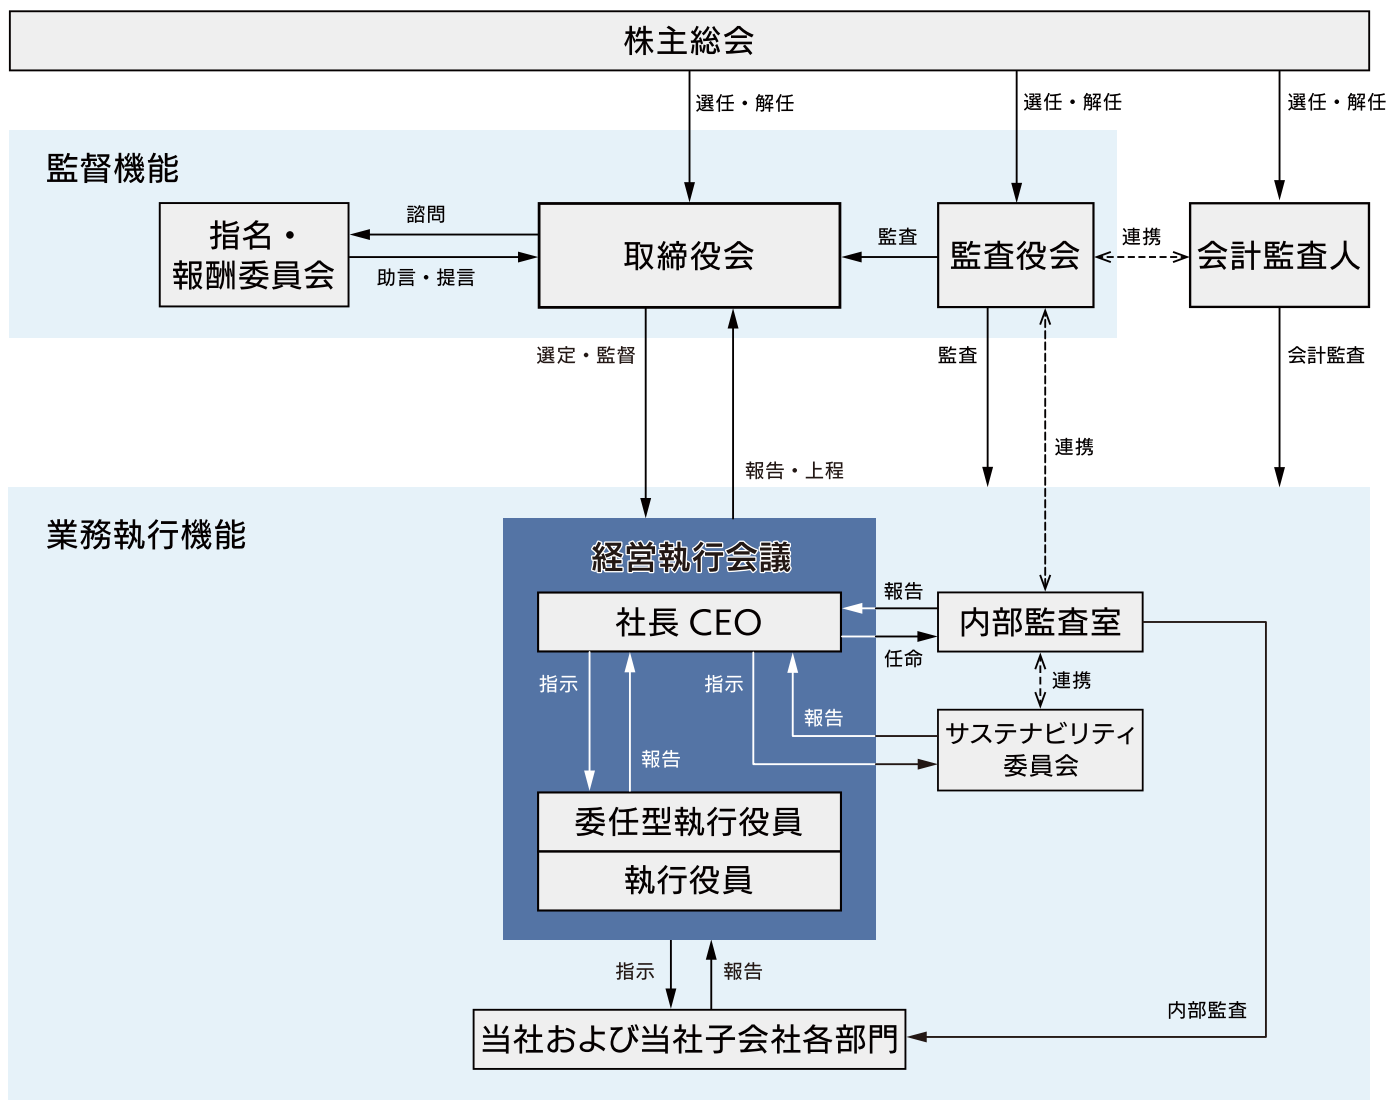 株主総会
選任・解任
選任・解任
選任・解任
監督機能
指名・
報酬委員会
諮問
助言・提言
取締役会
監査
監査役会
連携
会計監査人
選定・監督
報告・上程
監査
連携
会計監査
業務執行機能
経営執行会議
社長 CEO
報告
任命
内部監査室
指示
報告
指示
報告
連携
サステナビリティ
委員会
委任型執行役員
執行役員
指示
報告
内部監査
当社および当社子会社各部門